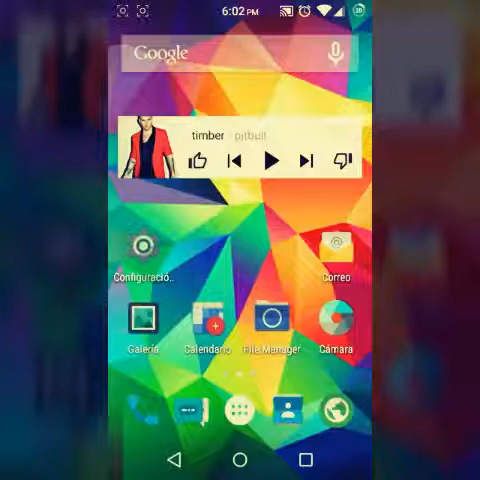 6:02 PM
Google
timber - pitbull
Configuració..
Correo
Galería
Calendario
File Manager
Cámara